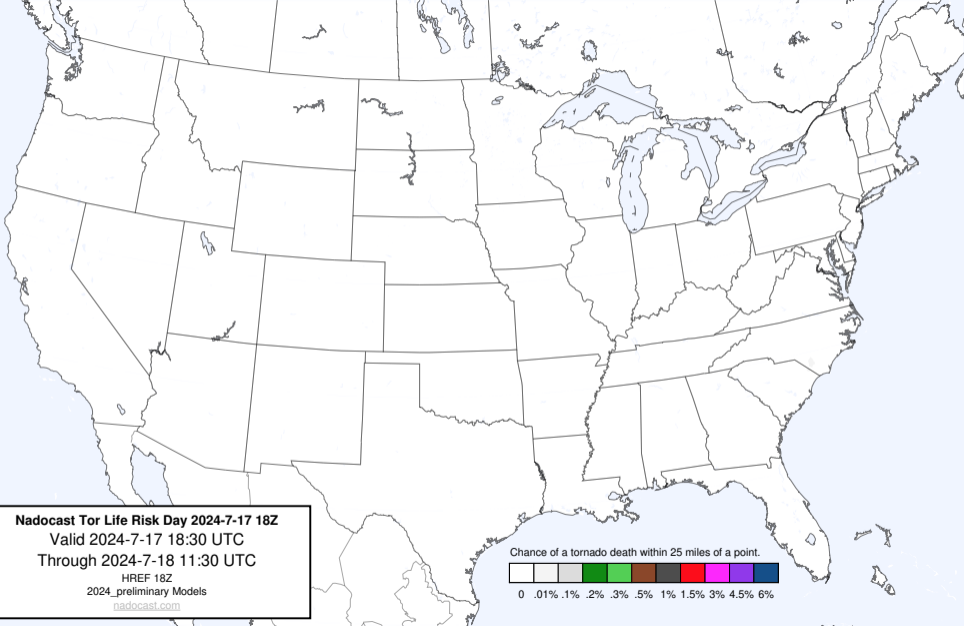 Nadocast Tor Life Risk Day 2024-7-17 18Z
Valid 2024-7-17 18:30 UTC
Through 2024-7-18 11:30 UTC
HREF 18Z
2024_preliminary Models
nadocast.com
Chance of a tornado death within 25 miles of a point.
0 .01% .1% .2% .3% .5% 1% 1.5% 3% 4.5% 6%